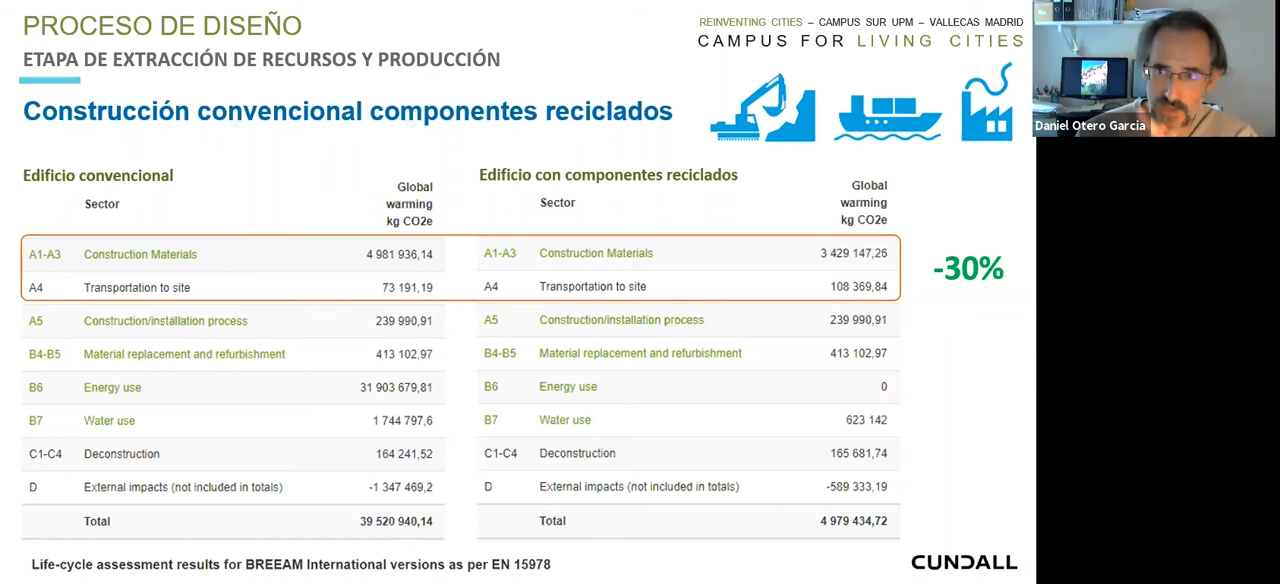 PROCESO DE DISEÑO
ETAPA DE EXTRACCIÓN DE RECURSOS Y PRODUCCIÓN
Construcción convencional componentes reciclados
REINVENTING CITIES – CAMPUS SUR UPM – VALLECAS MADRID
CAMPUS FOR LIVING CITIES
Daniel Otero Garcia
Edificio convencional
Sector Global warming kg CO2e
A1-A3 Construction Materials 4 981 936,14
A4 Transportation to site 73 191,19
A5 Construction/installation process 239 990,91
B4-B5 Material replacement and refurbishment 413 102,97
B6 Energy use 31 903 679,81
B7 Water use 1 744 797,6
C1-C4 Deconstruction 164 241,52
D External impacts (not included in totals) -1 347 469,2
Total 39 520 940,14
Edificio con componentes reciclados
Sector Global warming kg CO2e
A1-A3 Construction Materials 3 429 147,26
A4 Transportation to site 108 369,84
A5 Construction/installation process 239 990,91
B4-B5 Material replacement and refurbishment 413 102,97
B6 Energy use 0
B7 Water use 623 142
C1-C4 Deconstruction 165 681,74
D External impacts (not included in totals) -589 333,19
Total 4 979 434,72
-30%
Life-cycle assessment results for BREEAM International versions as per EN 15978
CUNDALL